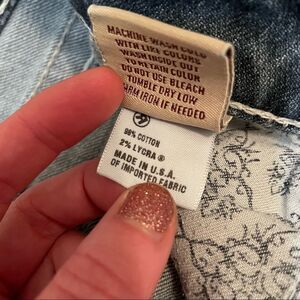 MACHINE WASH COLD
WITH LIKE COLORS
WASH INSIDE OUT
TO RETAIN COLOR
DO NOT USE BLEACH
TUMBLE DRY LOW
ARM IRON IF NEEDED
98% COTTON
2% LYCRA ®
MADE IN U.S.A.
OF IMPORTED FABRIC